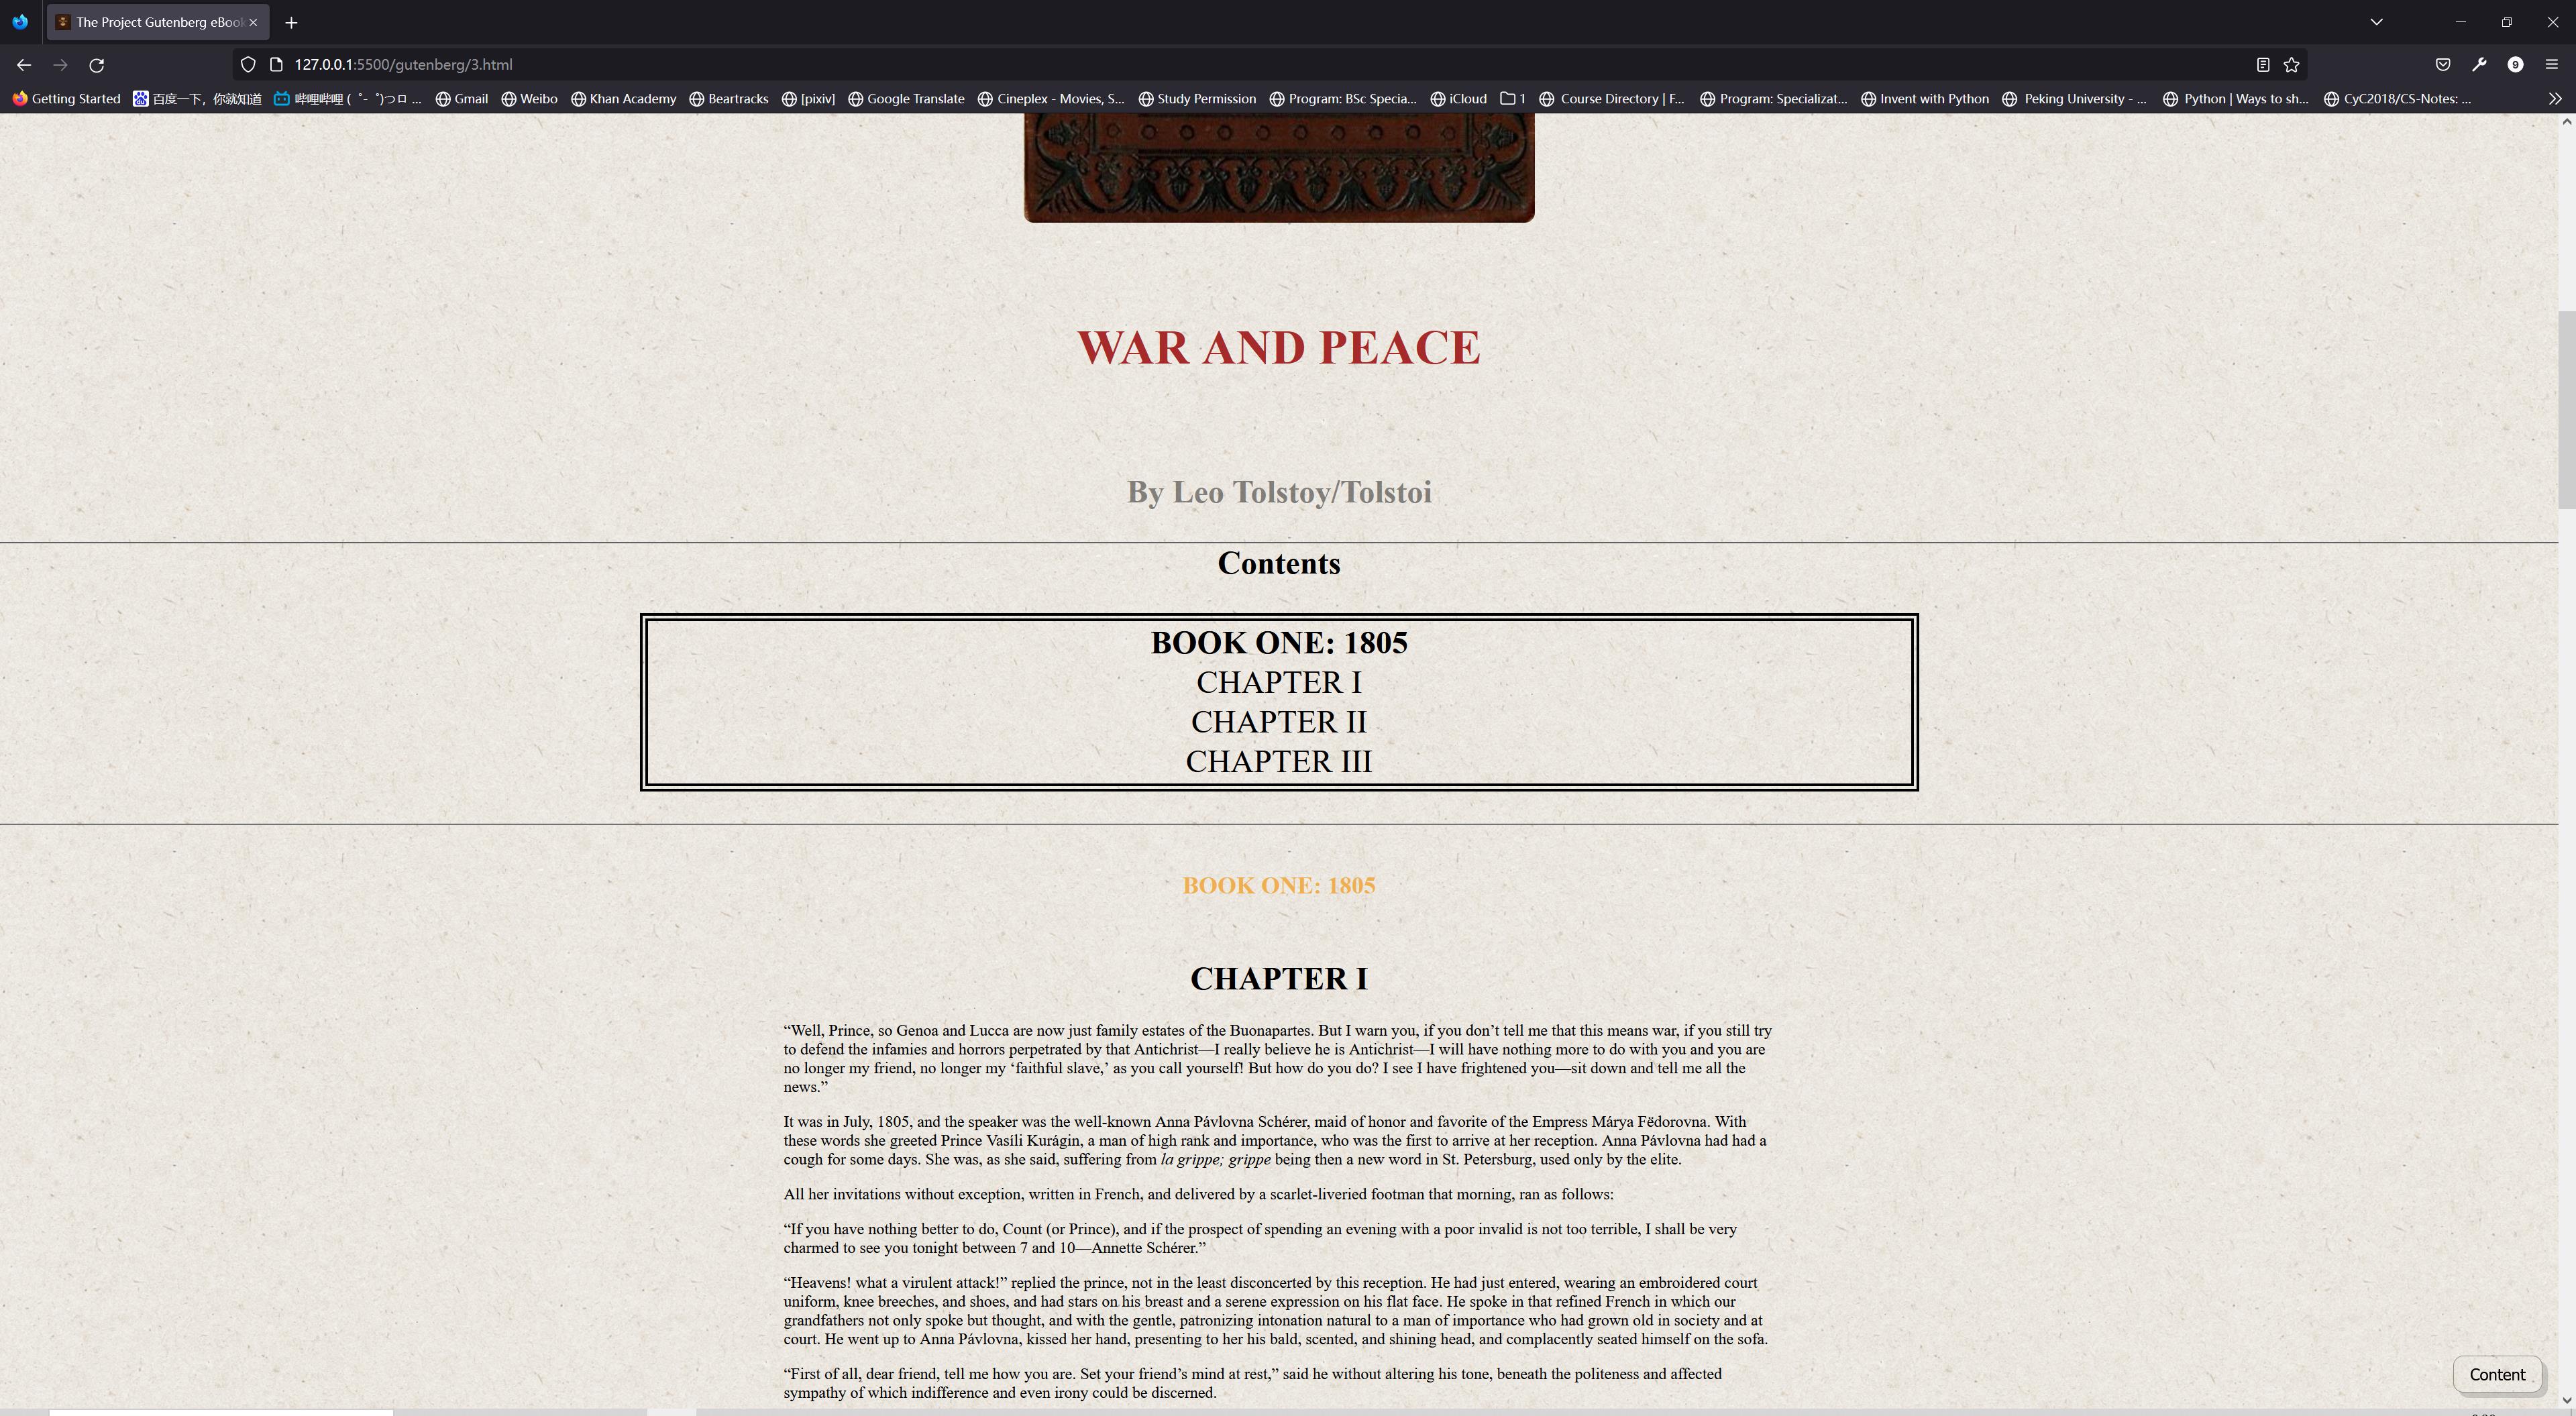 The Project Gutenberg eBook
127.0.0.1:5500/gutenberg/3.html
9
Getting Started
百度一下，你就知道
哔哩哔哩 ( ゜- ゜)つロ ...
Gmail
Weibo
Khan Academy
Beartracks
[pixiv]
Google Translate
Cineplex - Movies, S...
Study Permission
Program: BSc Specia...
iCloud
1
Course Directory | F...
Program: Specializat...
Invent with Python
Peking University - ...
Python | Ways to sh...
CyC2018/CS-Notes: ...
WAR AND PEACE
By Leo Tolstoy/Tolstoi
Contents
BOOK ONE: 1805
CHAPTER I
CHAPTER II
CHAPTER III
BOOK ONE: 1805
CHAPTER I
“Well, Prince, so Genoa and Lucca are now just family estates of the Buonapartes. But I warn you, if you don’t tell me that this means war, if you still try
to defend the infamies and horrors perpetrated by that Antichrist—I really believe he is Antichrist—I will have nothing more to do with you and you are
no longer my friend, no longer my ‘faithful slave,’ as you call yourself! But how do you do? I see I have frightened you—sit down and tell me all the
news.”
It was in July, 1805, and the speaker was the well-known Anna Pávlovna Schérer, maid of honor and favorite of the Empress Márya Fëdorovna. With
these words she greeted Prince Vasíli Kurágin, a man of high rank and importance, who was the first to arrive at her reception. Anna Pávlovna had had a
cough for some days. She was, as she said, suffering from la grippe; grippe being then a new word in St. Petersburg, used only by the elite.
All her invitations without exception, written in French, and delivered by a scarlet-liveried footman that morning, ran as follows:
“If you have nothing better to do, Count (or Prince), and if the prospect of spending an evening with a poor invalid is not too terrible, I shall be very
charmed to see you tonight between 7 and 10—Annette Schérer.”
“Heavens! what a virulent attack!” replied the prince, not in the least disconcerted by this reception. He had just entered, wearing an embroidered court
uniform, knee breeches, and shoes, and had stars on his breast and a serene expression on his flat face. He spoke in that refined French in which our
grandfathers not only spoke but thought, and with the gentle, patronizing intonation natural to a man of importance who had grown old in society and at
court. He went up to Anna Pávlovna, kissed her hand, presenting to her his bald, scented, and shining head, and complacently seated himself on the sofa.
“First of all, dear friend, tell me how you are. Set your friend’s mind at rest,” said he without altering his tone, beneath the politeness and affected
sympathy of which indifference and even irony could be discerned.
Content